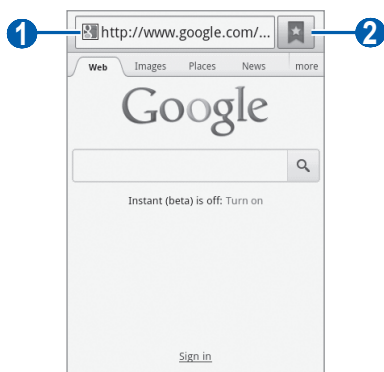 1 http://www.google.com/... 2
Web Images Places News more
Google
Instant (beta) is off: Turn on
Sign in